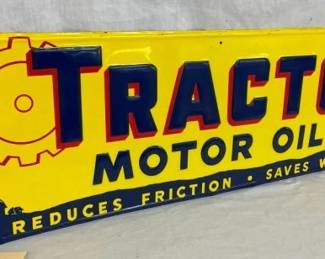 TRACTO
MOTOR OIL
REDUCES FRICTION • SAVES W